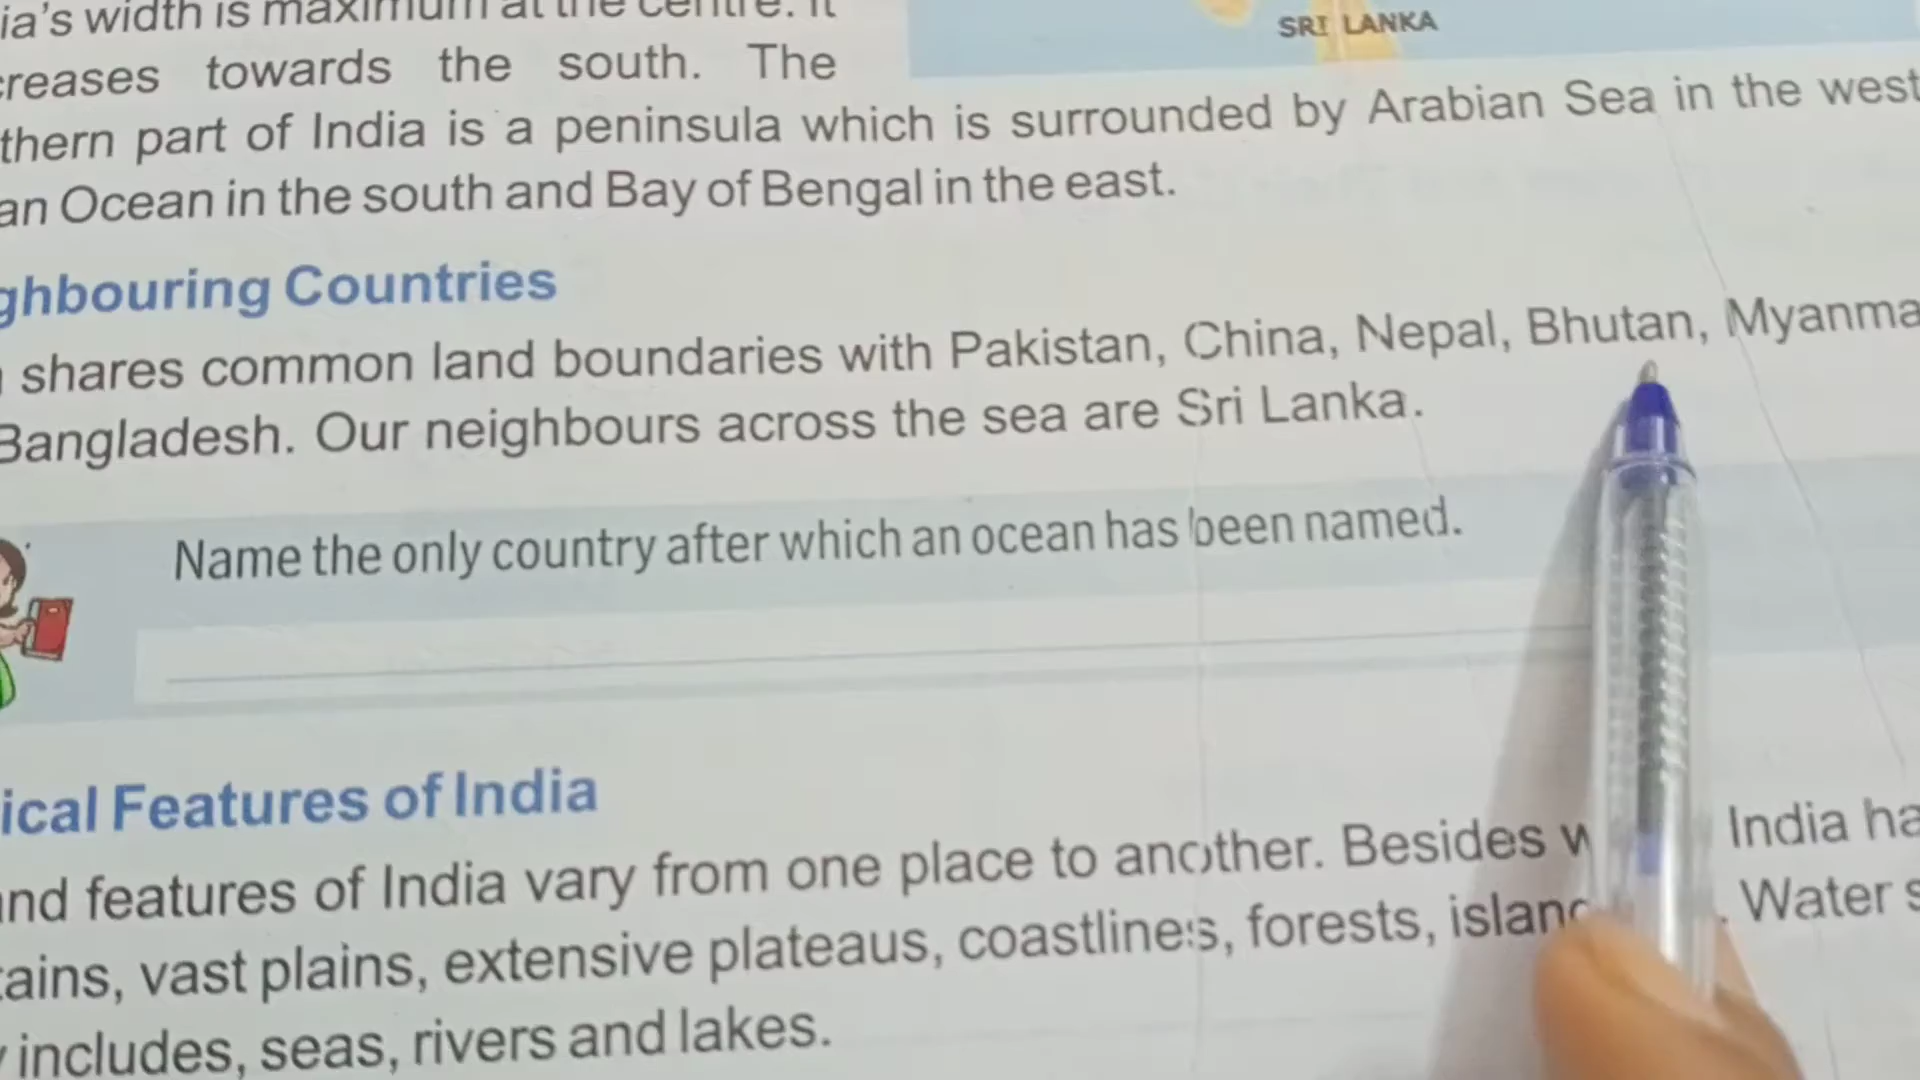 ia's width is maximum at the centre. It
SRI LANKA
creases towards the south. The
thern part of India is a peninsula which is surrounded by Arabian Sea in the west
an Ocean in the south and Bay of Bengal in the east.
ghbouring Countries
shares common land boundaries with Pakistan, China, Nepal, Bhutan, Myanma
Bangladesh. Our neighbours across the sea are Sri Lanka.
Name the only country after which an ocean has been named.
ical Features of India
and features of India vary from one place to another. Besides India ha
tains, vast plains, extensive plateaus, coastlines, forests, islan Water s
includes, seas, rivers and lakes.